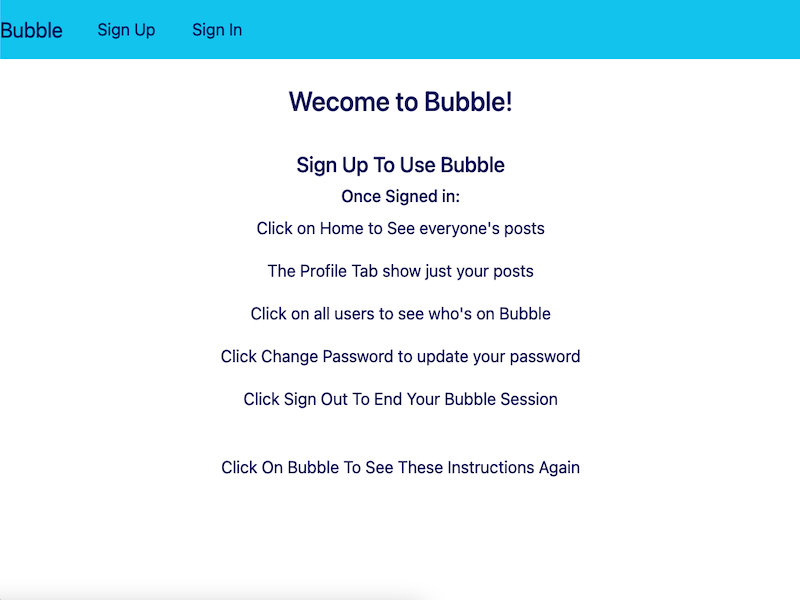 Bubble Sign Up Sign In
Wecome to Bubble!
Sign Up To Use Bubble
Once Signed in:
Click on Home to See everyone's posts
The Profile Tab show just your posts
Click on all users to see who's on Bubble
Click Change Password to update your password
Click Sign Out To End Your Bubble Session
Click On Bubble To See These Instructions Again